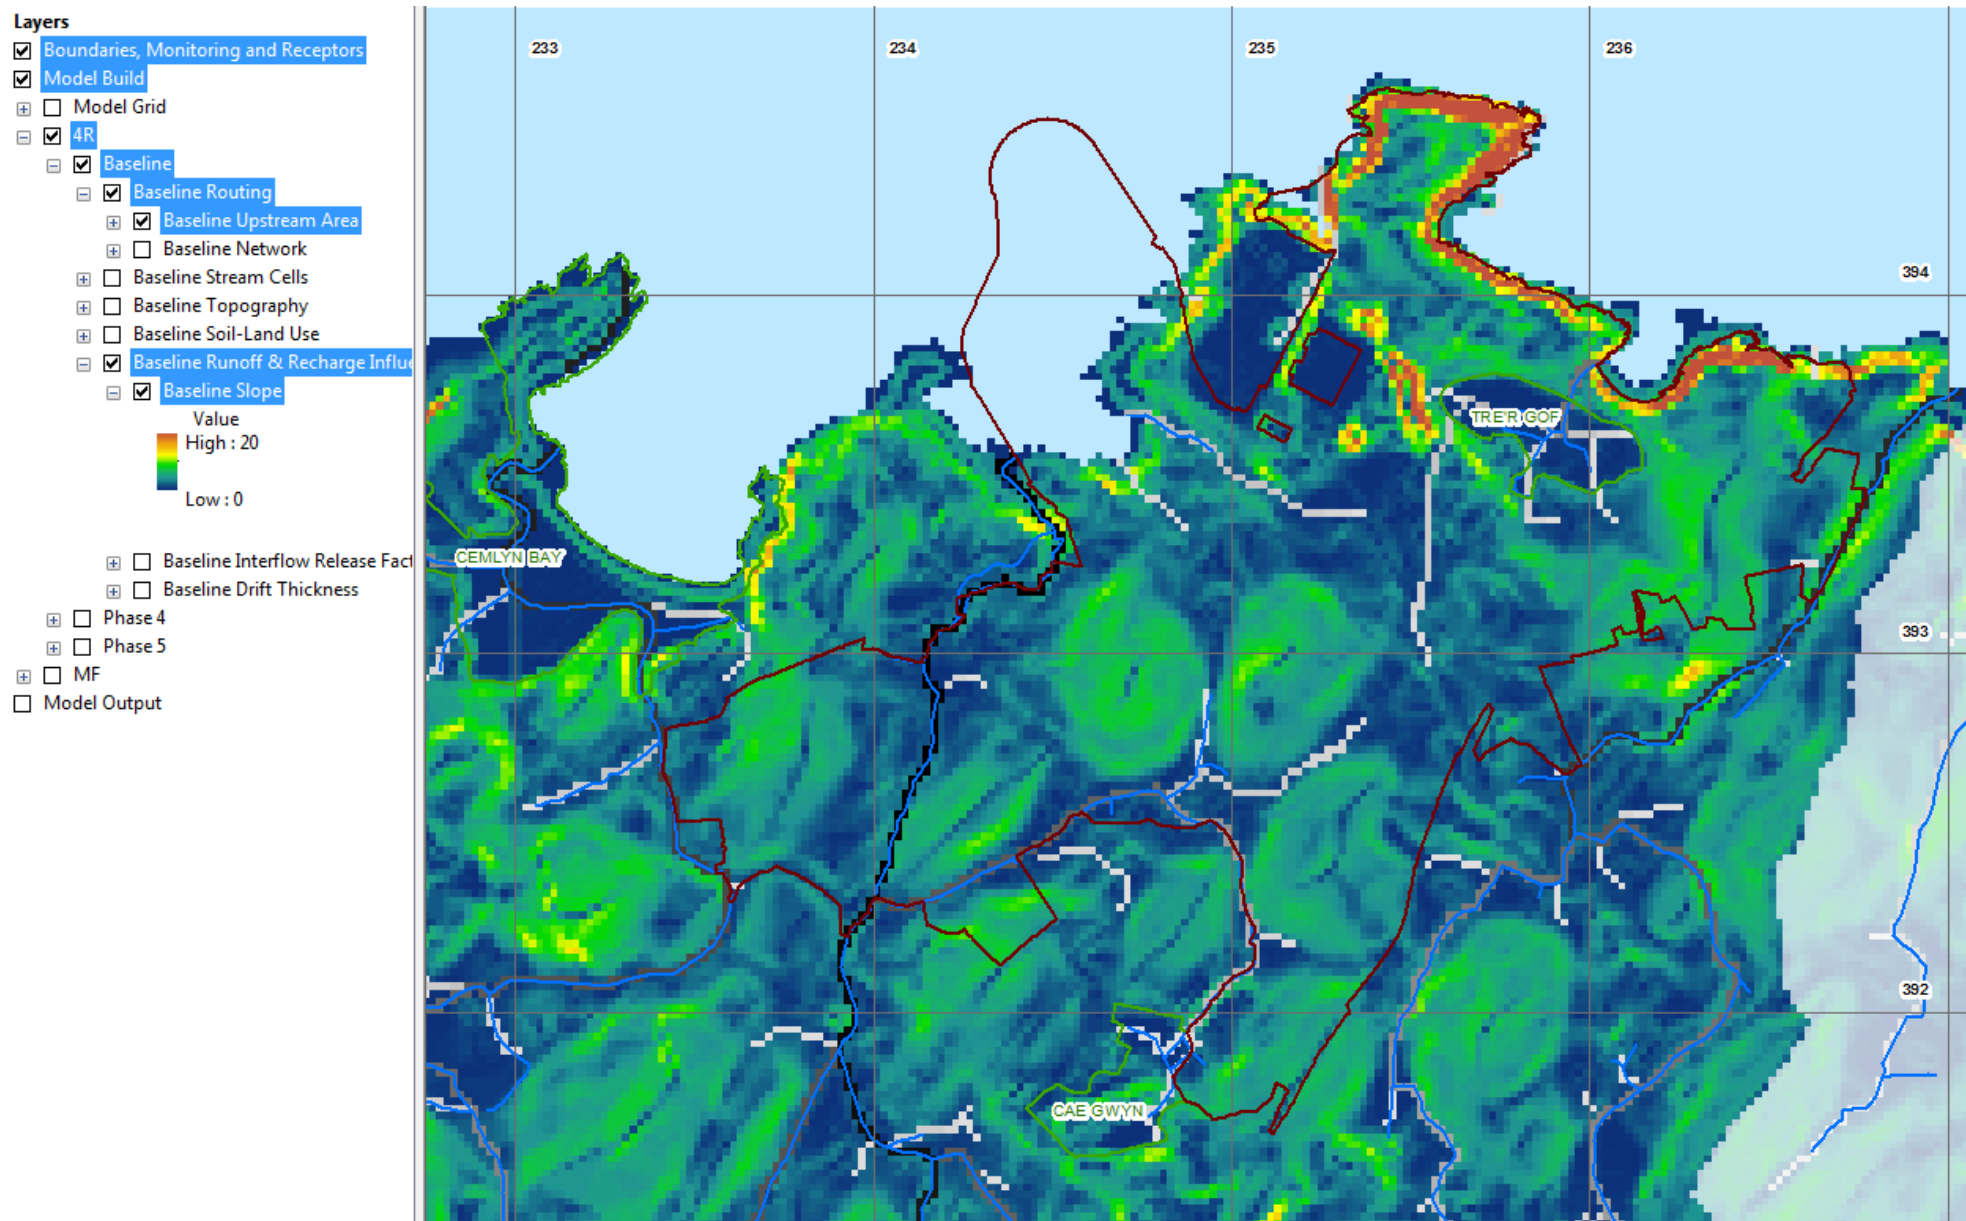 Layers
Boundaries, Monitoring and Receptors
Model Build
Model Grid
4R
Baseline
Baseline Routing
Baseline Upstream Area
Baseline Network
Baseline Stream Cells
Baseline Topography
Baseline Soil-Land Use
Baseline Runoff & Recharge Influe
Baseline Slope
Value
High : 20
Low : 0
Baseline Interflow Release Fact
Baseline Drift Thickness
Phase 4
Phase 5
MF
Model Output
233
234
235
236
394
TRE'R GOF
CEMLYN BAY
393
392
CAE GWYN